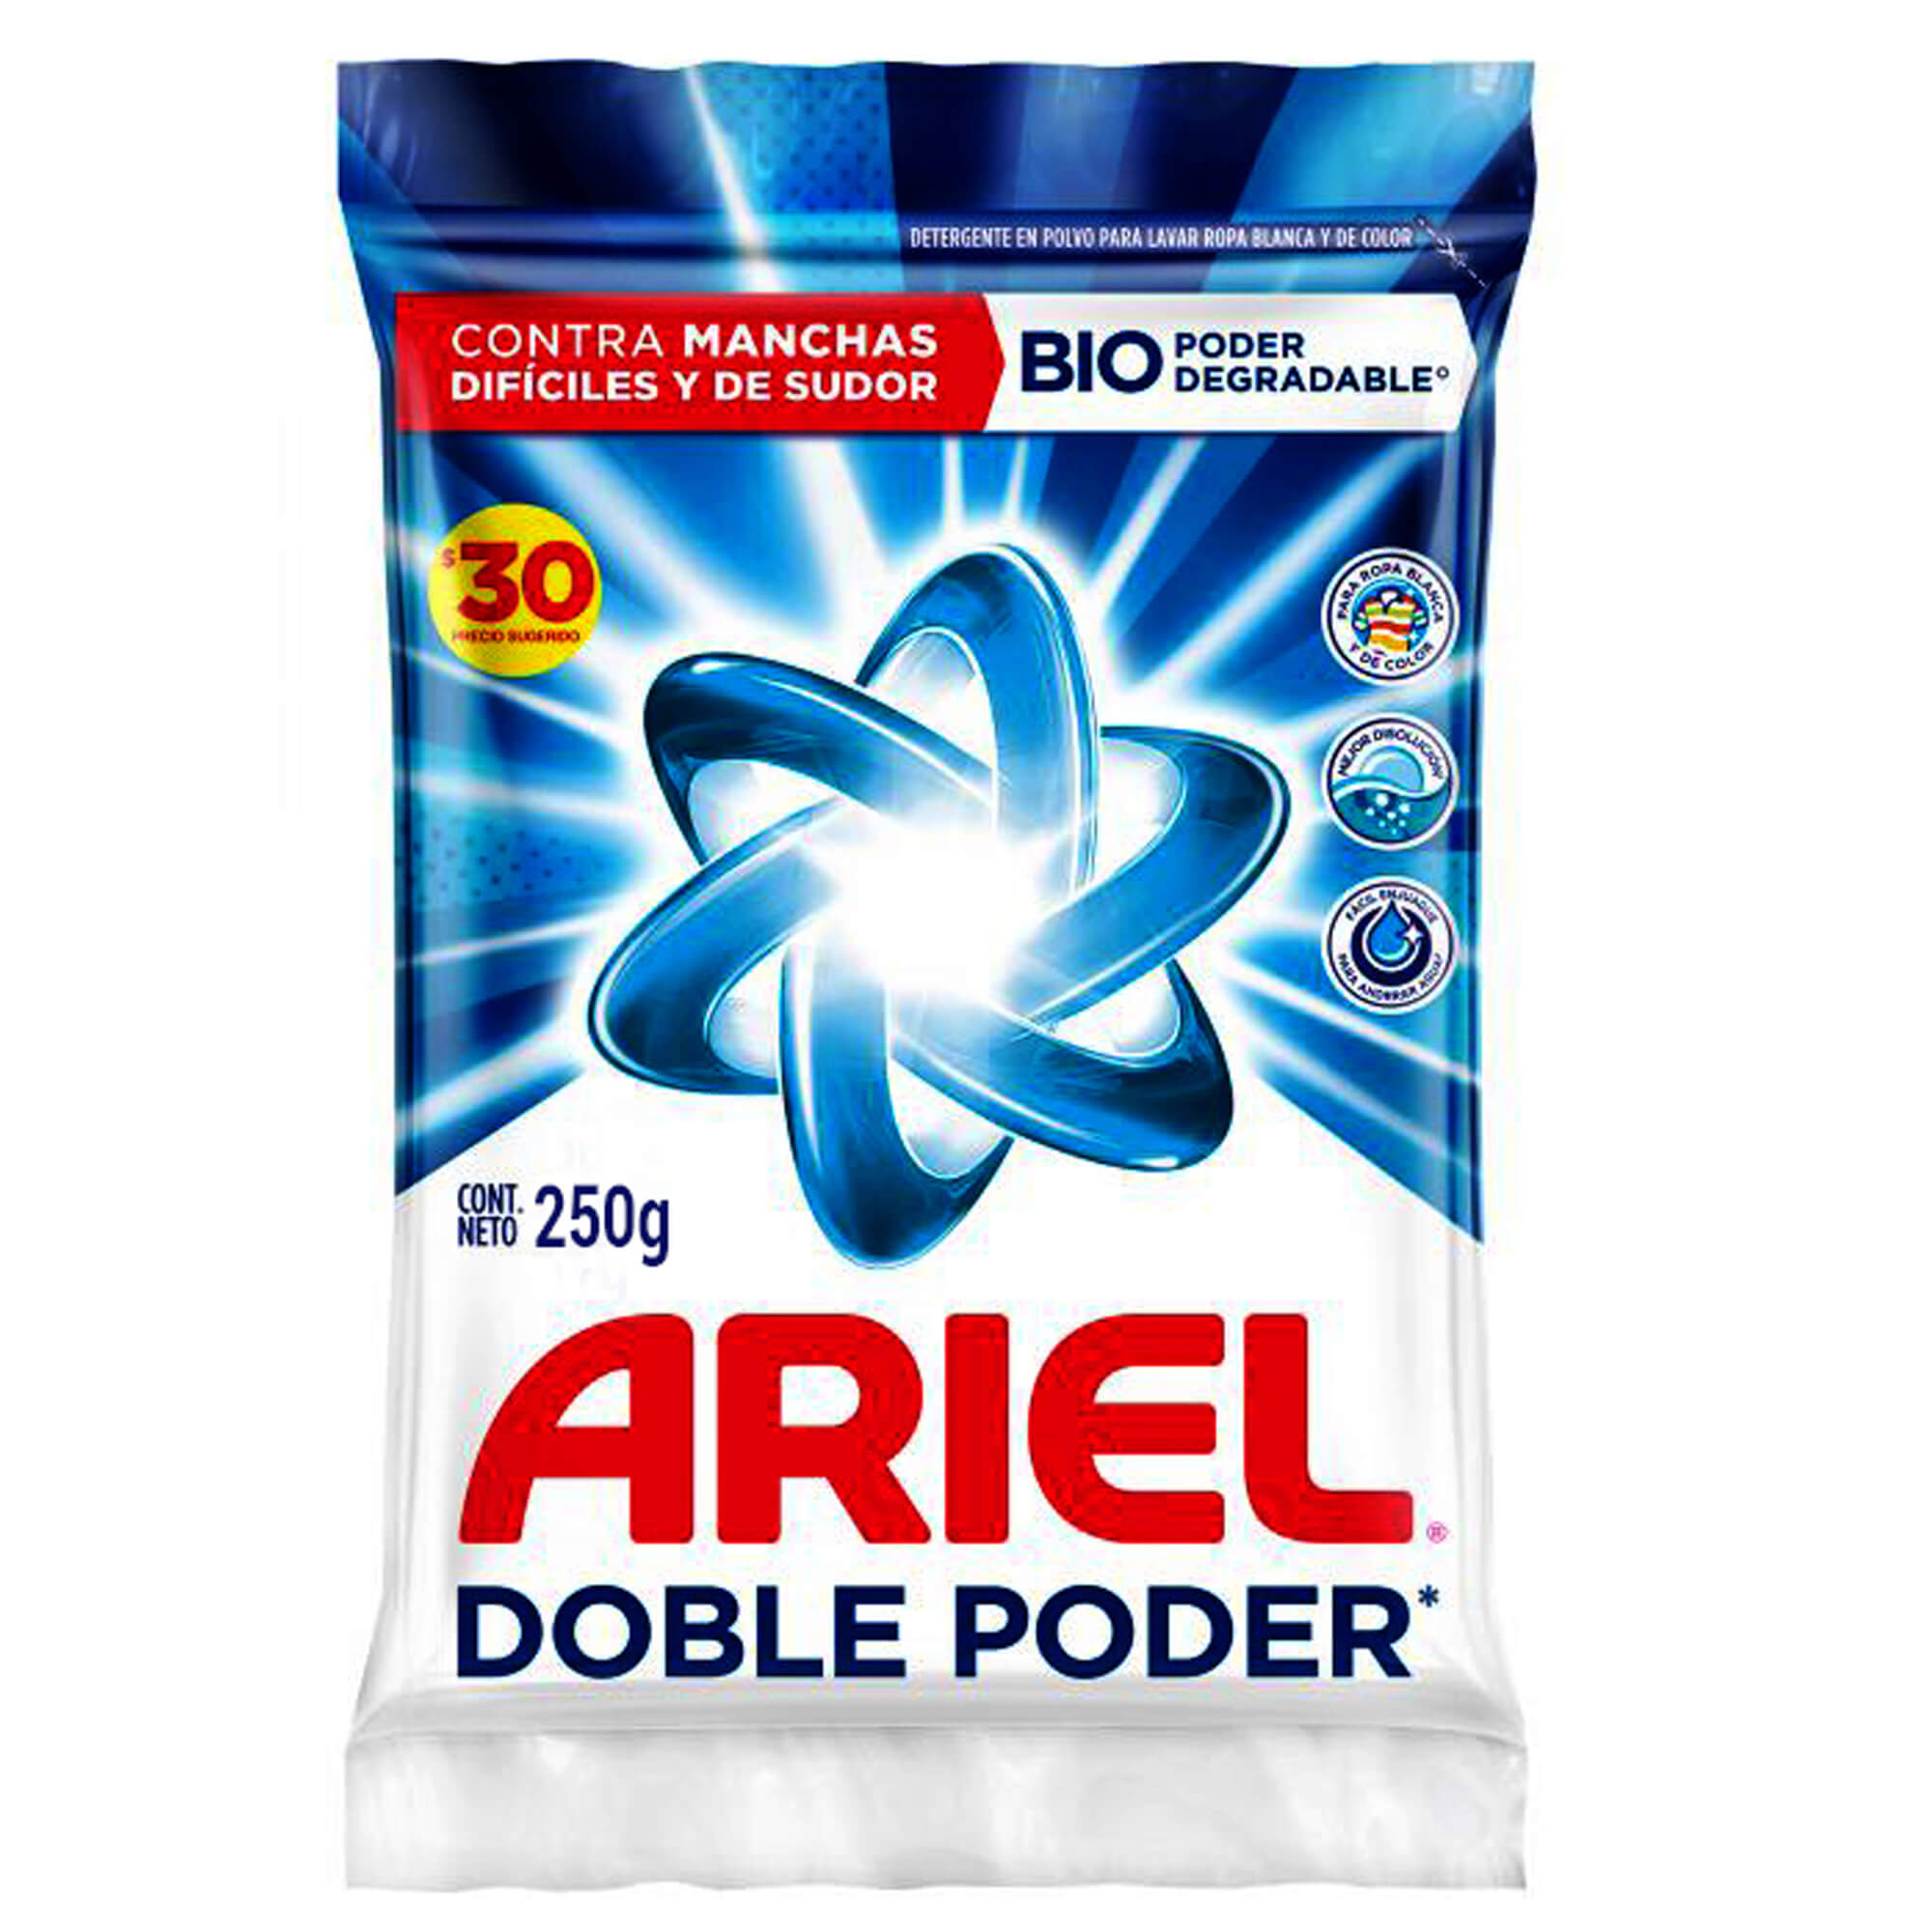 DETERGENTE EN POLVO PARA LAVAR ROPA BLANCA Y DE COLOR
CONTRA MANCHAS
DIFÍCILES Y DE SUDOR
BIO PODER
DEGRADABLE°
$30
PRECIO SUGERIDO
PARA ROPA BLANCA
Y DE COLOR
MEJOR DISOLUCIÓN
FÁCIL ENJUAGUE
PARA AHORRAR AGUA
CONT.
NETO 250g
ARIEL®
DOBLE PODER*